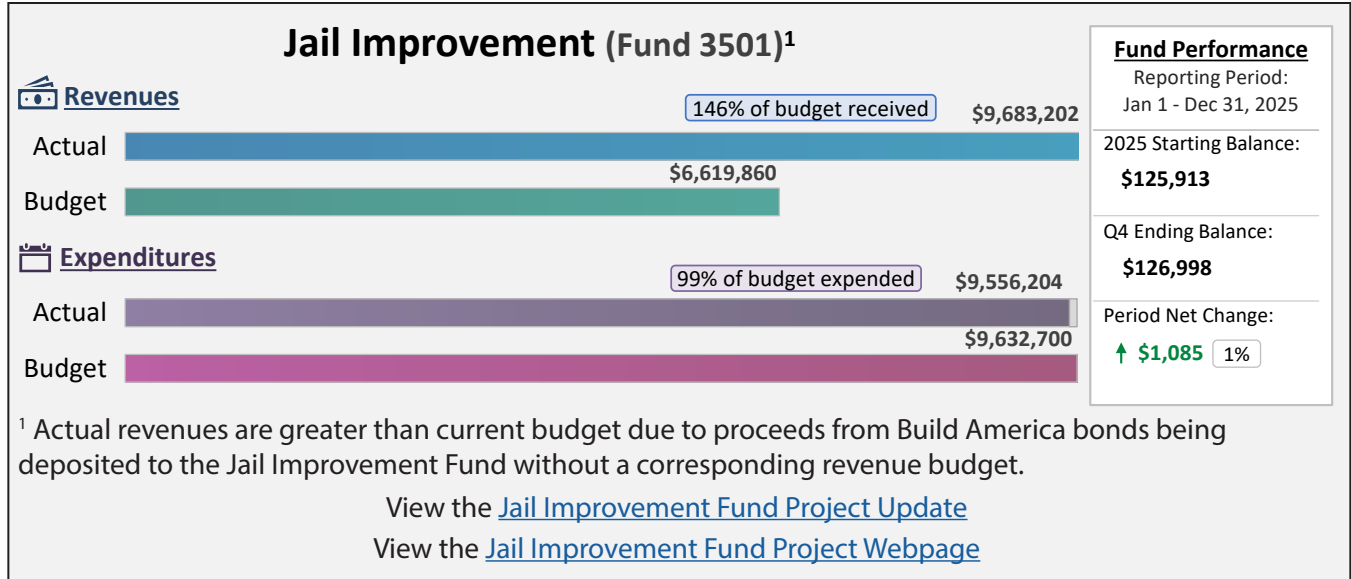 Jail Improvement (Fund 3501)¹
Revenues
146% of budget received
$9,683,202
Actual
$6,619,860
Budget
Expenditures
99% of budget expended
$9,556,204
Actual
$9,632,700
Budget
Fund Performance
Reporting Period:
Jan 1 - Dec 31, 2025
2025 Starting Balance:
$125,913
Q4 Ending Balance:
$126,998
Period Net Change:
$1,085 1%
¹ Actual revenues are greater than current budget due to proceeds from Build America bonds being
deposited to the Jail Improvement Fund without a corresponding revenue budget.
View the Jail Improvement Fund Project Update
View the Jail Improvement Fund Project Webpage